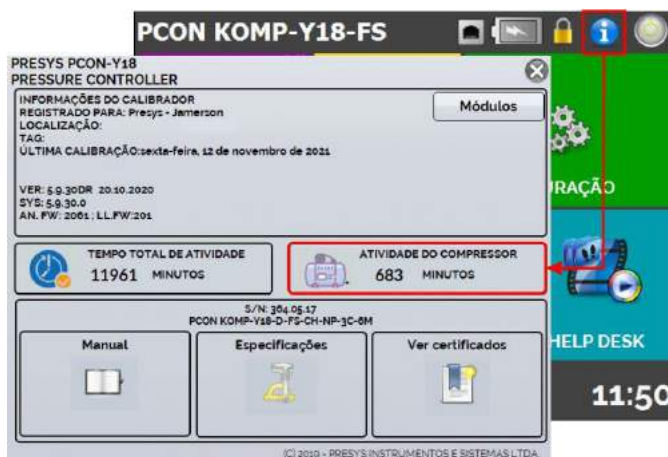 PCON KOMP-Y18-FS
PRESYS PCON-Y18
PRESSURE CONTROLLER
INFORMAÇÕES DO CALIBRADOR
REGISTRADO PARA: Presys - Jamerson
LOCALIZAÇÃO:
TAG:
ÚLTIMA CALIBRAÇÃO:sexta-feira, 12 de novembro de 2021
Módulos
VER: 5.9.30DR 20.10.2020
SYS: 5.9.30.0
AN. FW: 2061 ; LL.FW:201
TEMPO TOTAL DE ATIVIDADE
11961 MINUTOS
ATIVIDADE DO COMPRESSOR
683 MINUTOS
S/N: 364.05.17
PCON KOMP-Y18-D-FS-CH-NP-3C-6M
Manual
Especificações
Ver certificados
(C) 2019 - PRESYS INSTRUMENTOS E SISTEMAS LTDA.
RAÇÃO
HELP DESK
11:50